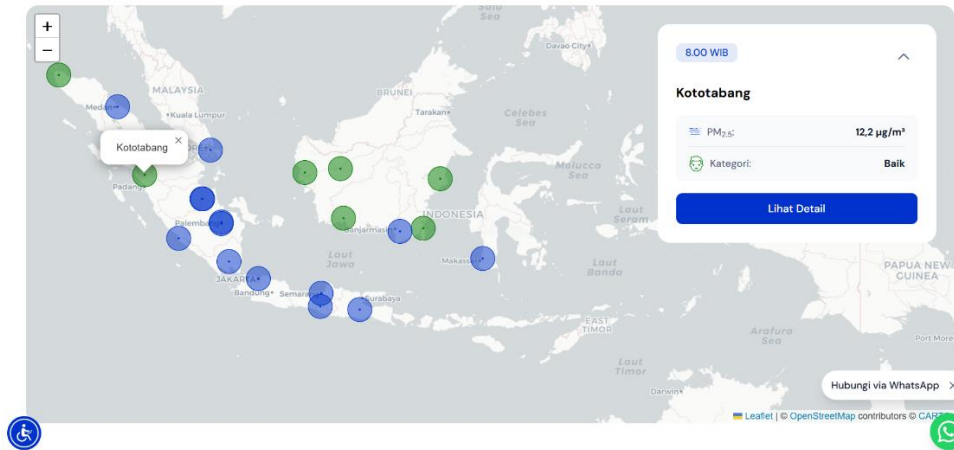 +
−
Sulu
Sea
Davao City
BRUNEI
MALAYSIA
Medan
Kuala Lumpur
Tarakan
Celebes
Sea
Kototabang
×
Padang
Molucca
Sea
Palembang
INDONESIA
Banjarmasin
Laut
Seram
Laut
Jawa
Makassar
Laut
Banda
JAKARTA
Bandung
Semarang
Surabaya
PAPUA NEW
GUINEA
EAST
TIMOR
Arafura
Sea
Laut
Timor
Port More
Darwin
8.00 WIB
Kototabang
PM2.5:
12,2 µg/m³
Kategori:
Baik
Lihat Detail
Hubungi via WhatsApp
Leaflet | © OpenStreetMap contributors © CART